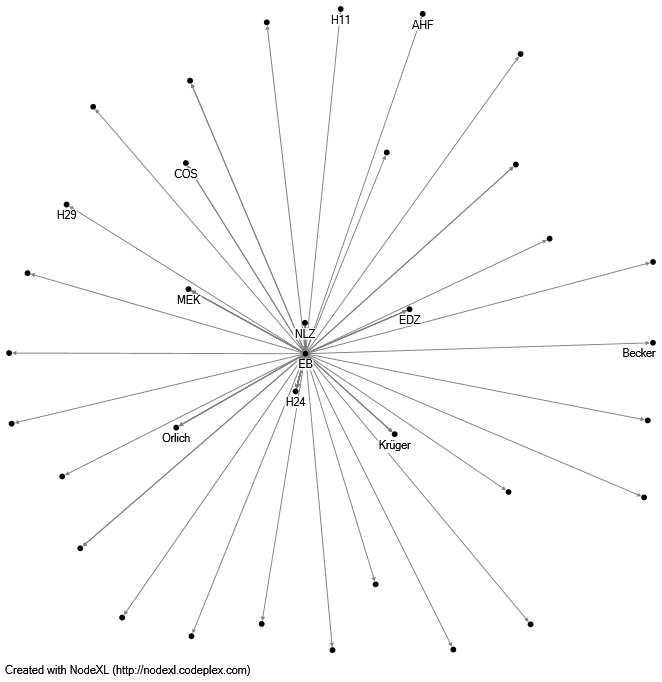 H11
AHF
COS
H29
MEK
NLZ
EDZ
Becker
EB
H24
Orlich
Krüger
Created with NodeXL (http://nodexl.codeplex.com)